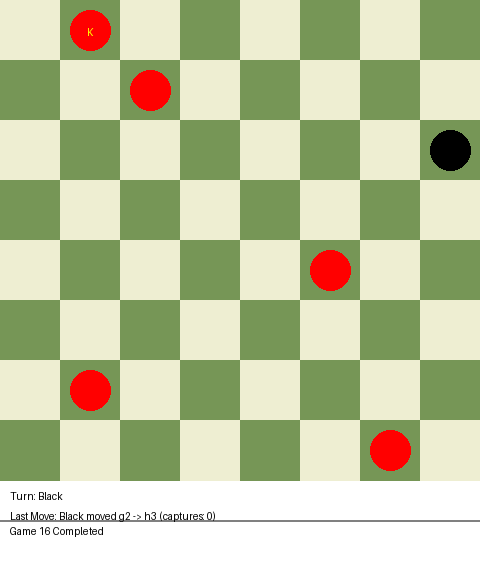 K
Turn: Black
Last Move: Black moved g2 -> h3 (captures: 0)
Game 16 Completed